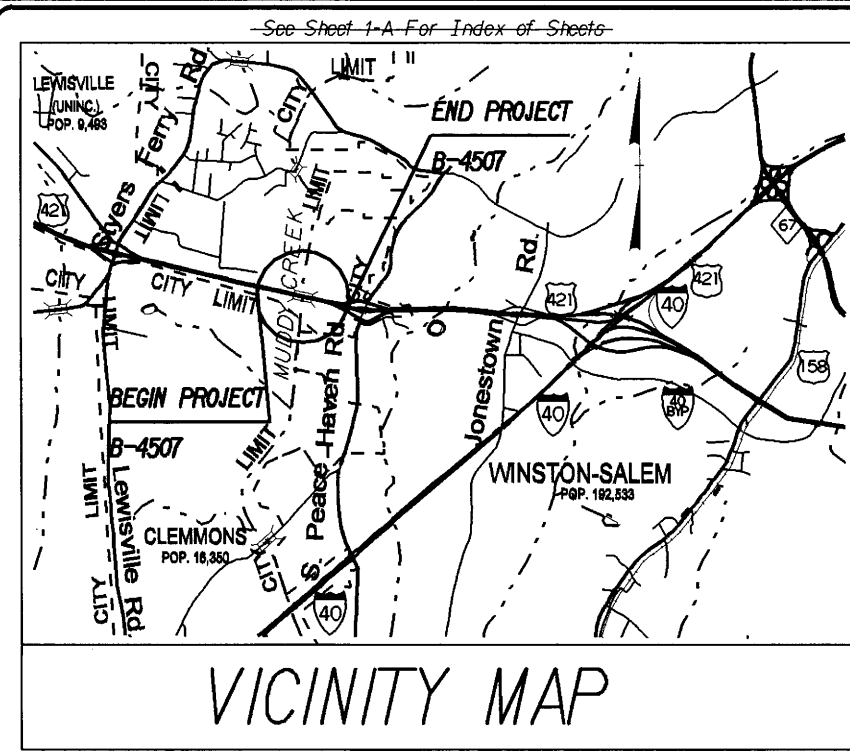 See Sheet 1-A For Index of Sheets
LEWISVILLE
(UNINC.)
POP. 9,493
CITY
LIMIT
Styers Ferry Rd
CITY
LIMIT
LIMIT
END PROJECT
B-4507
421
CITY
LIMIT
CITY
LIMIT
MUDDY CREEK
CITY
67
Jonestown Rd.
421
421
40
BEGIN PROJECT
B-4507
LIMIT
S Peace Haven Rd
40
40
BYP
158
LIMIT
CITY
Lewisville Rd
CLEMMONS
POP. 16,350
CITY
WINSTON-SALEM
POP. 192,533
40
VICINITY MAP